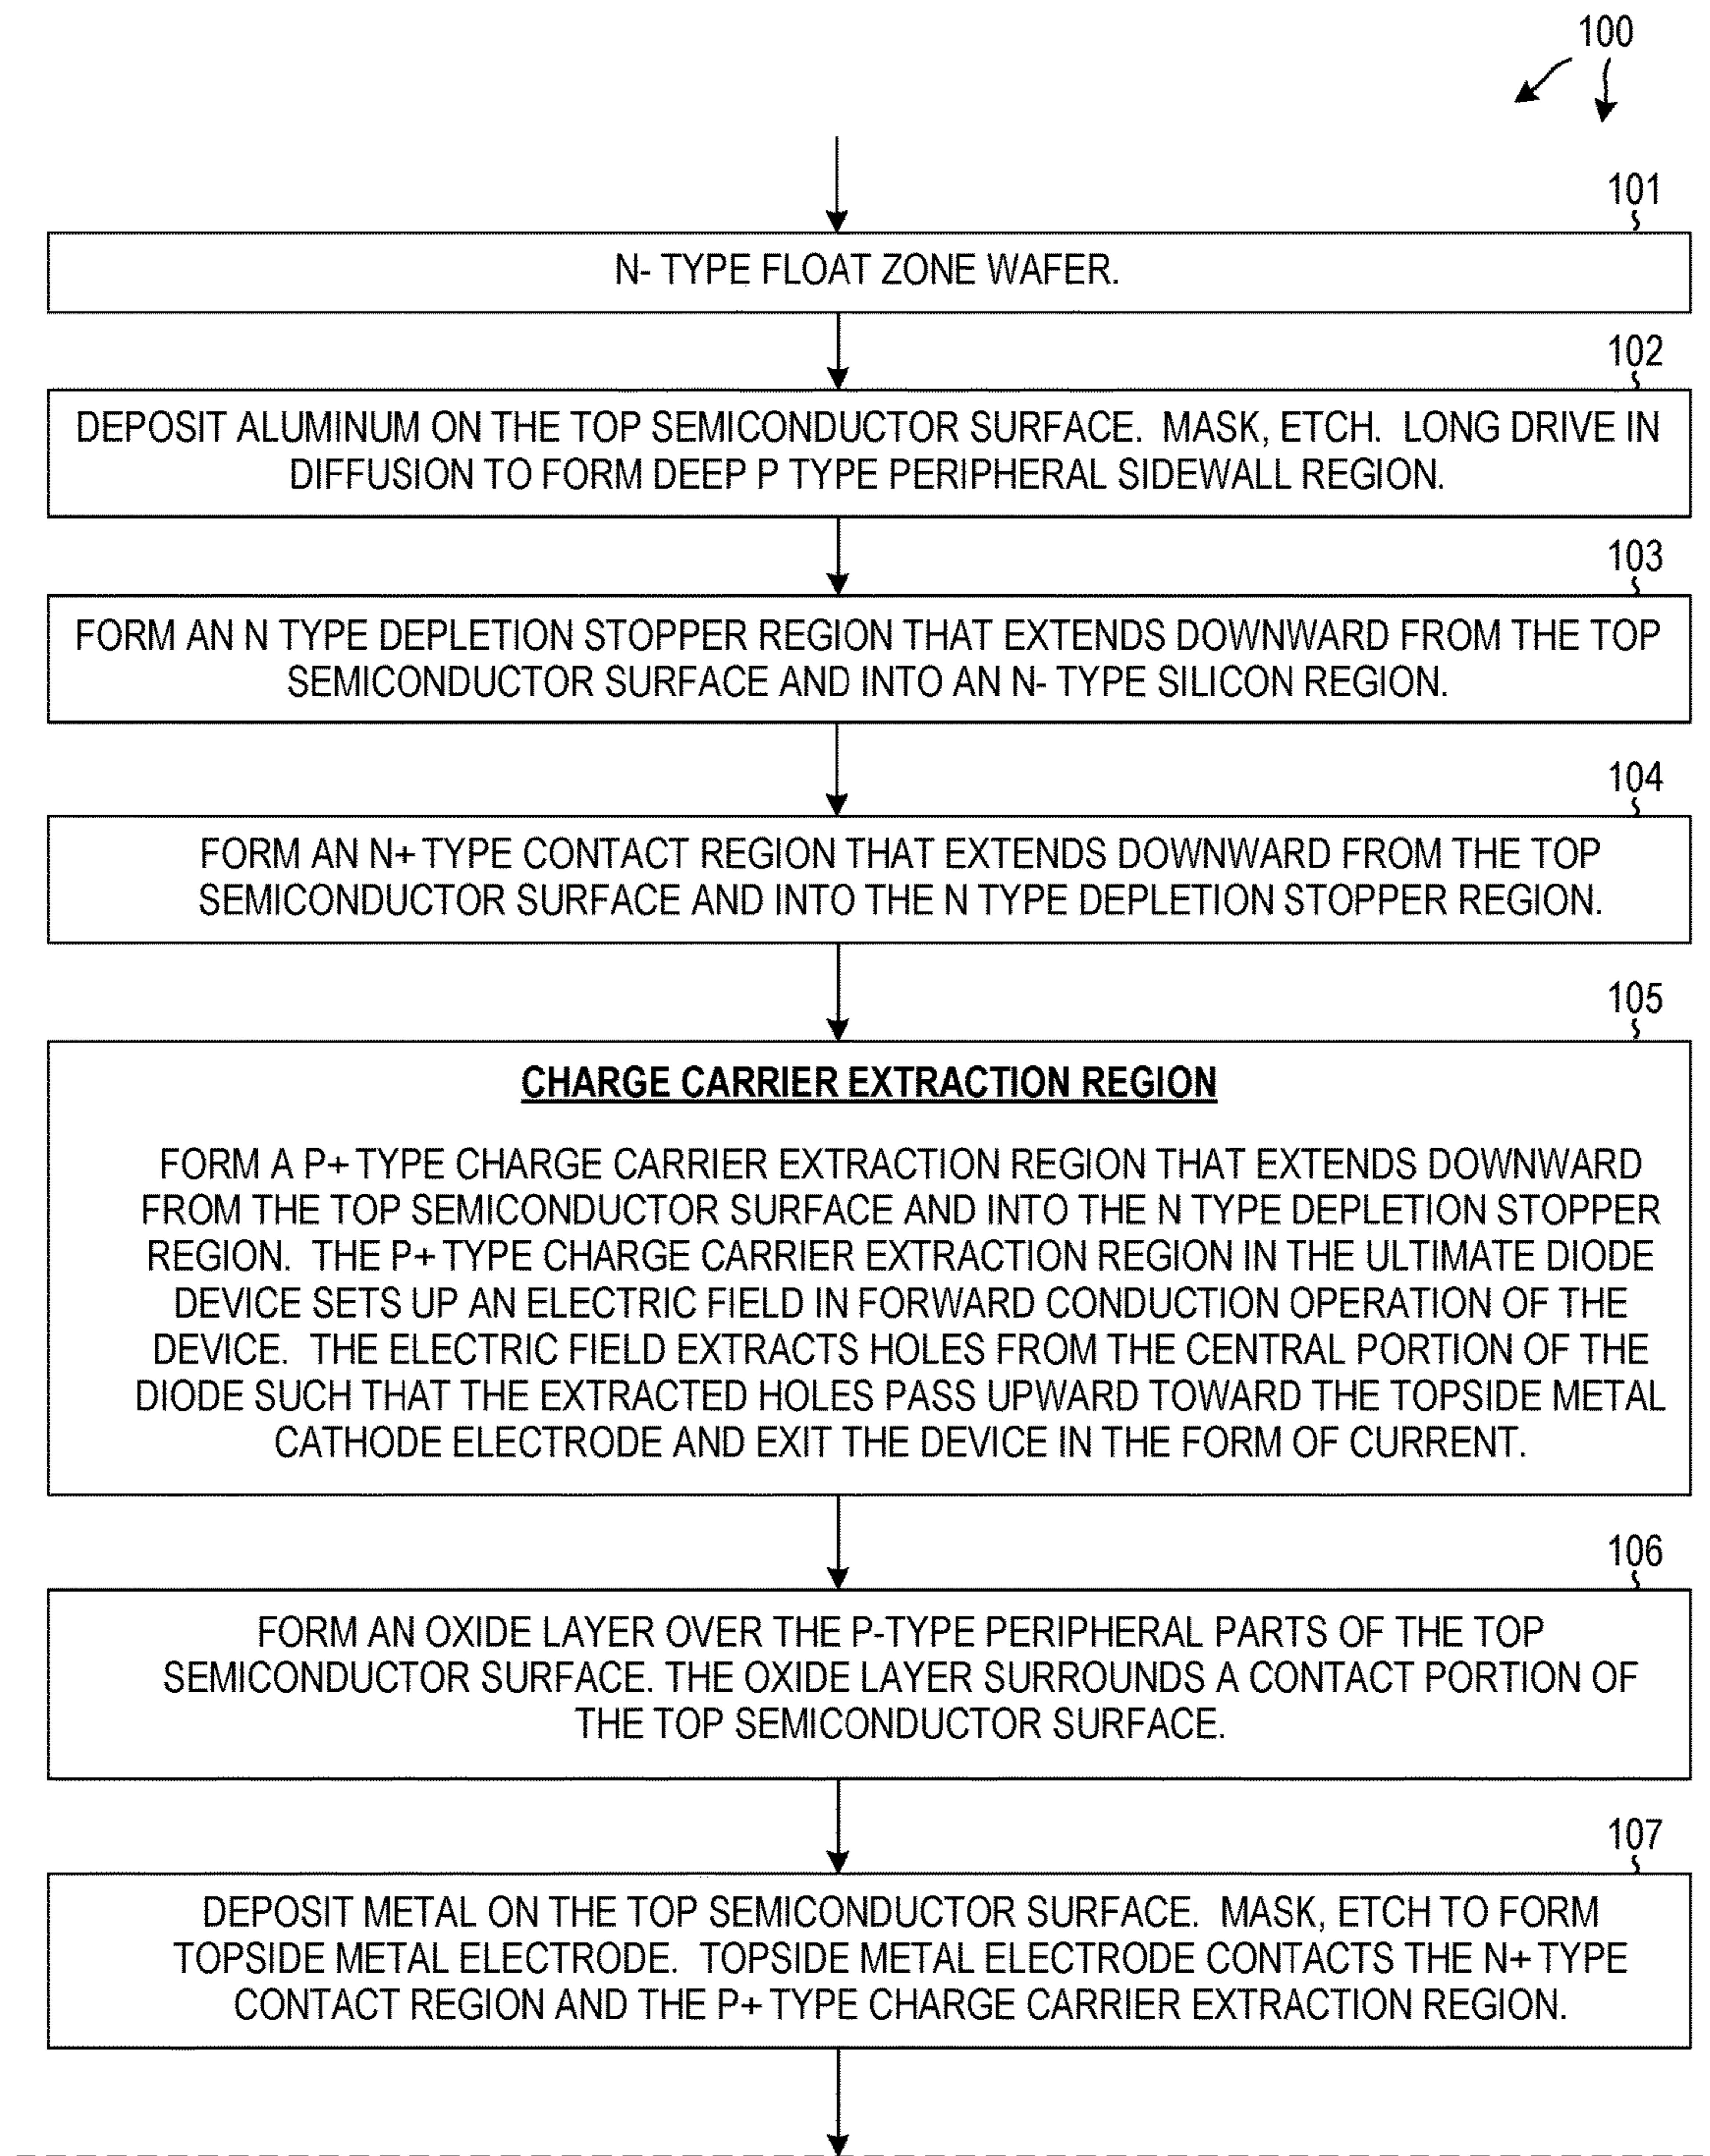 100
101
N- TYPE FLOAT ZONE WAFER.
102
DEPOSIT ALUMINUM ON THE TOP SEMICONDUCTOR SURFACE. MASK, ETCH. LONG DRIVE IN
DIFFUSION TO FORM DEEP P TYPE PERIPHERAL SIDEWALL REGION.
103
FORM AN N TYPE DEPLETION STOPPER REGION THAT EXTENDS DOWNWARD FROM THE TOP
SEMICONDUCTOR SURFACE AND INTO AN N- TYPE SILICON REGION.
104
FORM AN N+ TYPE CONTACT REGION THAT EXTENDS DOWNWARD FROM THE TOP
SEMICONDUCTOR SURFACE AND INTO THE N TYPE DEPLETION STOPPER REGION.
105
CHARGE CARRIER EXTRACTION REGION
FORM A P+ TYPE CHARGE CARRIER EXTRACTION REGION THAT EXTENDS DOWNWARD
FROM THE TOP SEMICONDUCTOR SURFACE AND INTO THE N TYPE DEPLETION STOPPER
REGION. THE P+ TYPE CHARGE CARRIER EXTRACTION REGION IN THE ULTIMATE DIODE
DEVICE SETS UP AN ELECTRIC FIELD IN FORWARD CONDUCTION OPERATION OF THE
DEVICE. THE ELECTRIC FIELD EXTRACTS HOLES FROM THE CENTRAL PORTION OF THE
DIODE SUCH THAT THE EXTRACTED HOLES PASS UPWARD TOWARD THE TOPSIDE METAL
CATHODE ELECTRODE AND EXIT THE DEVICE IN THE FORM OF CURRENT.
106
FORM AN OXIDE LAYER OVER THE P-TYPE PERIPHERAL PARTS OF THE TOP
SEMICONDUCTOR SURFACE. THE OXIDE LAYER SURROUNDS A CONTACT PORTION OF
THE TOP SEMICONDUCTOR SURFACE.
107
DEPOSIT METAL ON THE TOP SEMICONDUCTOR SURFACE. MASK, ETCH TO FORM
TOPSIDE METAL ELECTRODE. TOPSIDE METAL ELECTRODE CONTACTS THE N+ TYPE
CONTACT REGION AND THE P+ TYPE CHARGE CARRIER EXTRACTION REGION.